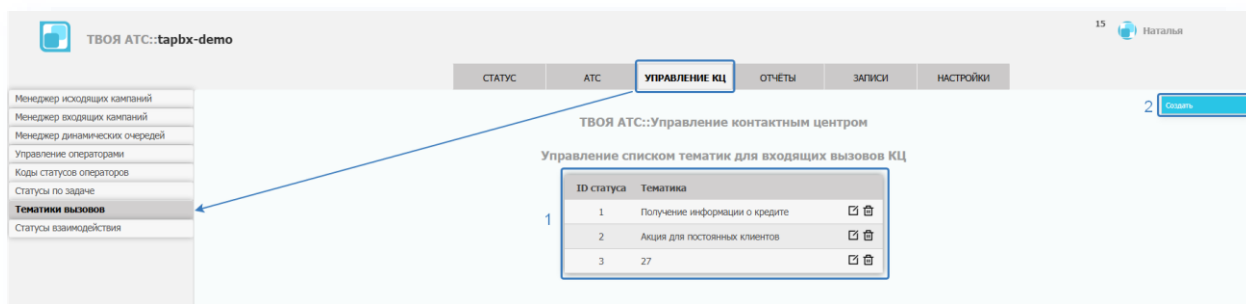 ТВОЯ АТС::tapbx-demo
15 Наталья
СТАТУС АТС УПРАВЛЕНИЕ КЦ ОТЧЁТЫ ЗАПИСИ НАСТРОЙКИ
Менеджер исходящих кампаний
Менеджер входящих кампаний
Менеджер динамических очередей
Управление операторами
Коды статусов операторов
Статусы по задаче
Тематики вызовов
Статусы взаимодействия
2 Создать
ТВОЯ АТС::Управление контактным центром
Управление списком тематик для входящих вызовов КЦ
1
ID статуса Тематика
1 Получение информации о кредите
2 Акция для постоянных клиентов
3 27